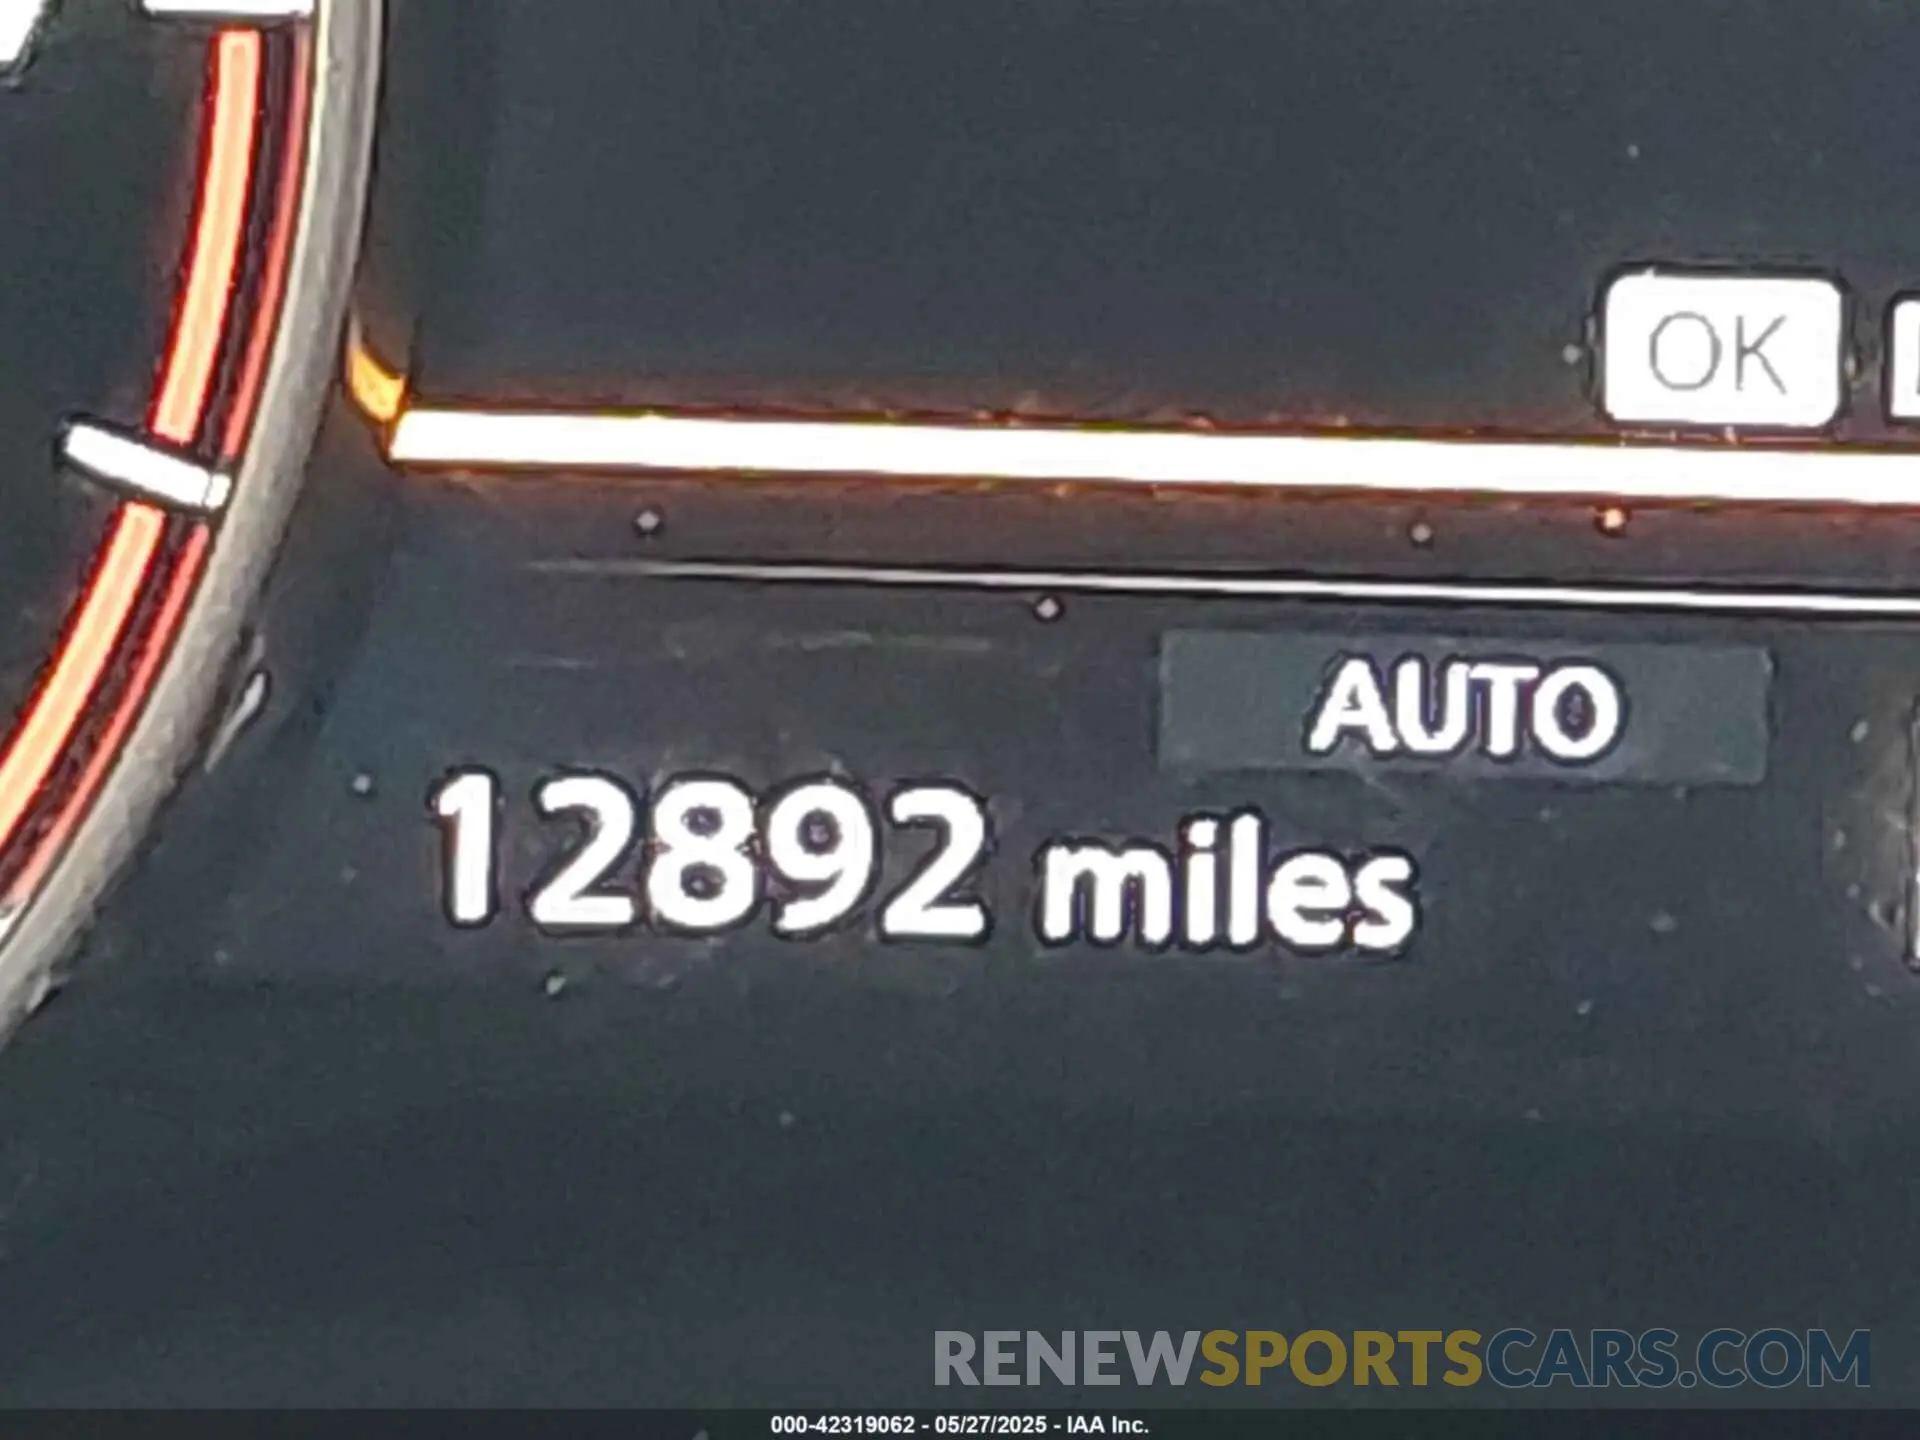 OK
AUTO
12892 miles
RENEWSPORTSCARS.COM
000-42319062 - 05/27/2025 - IAA Inc.